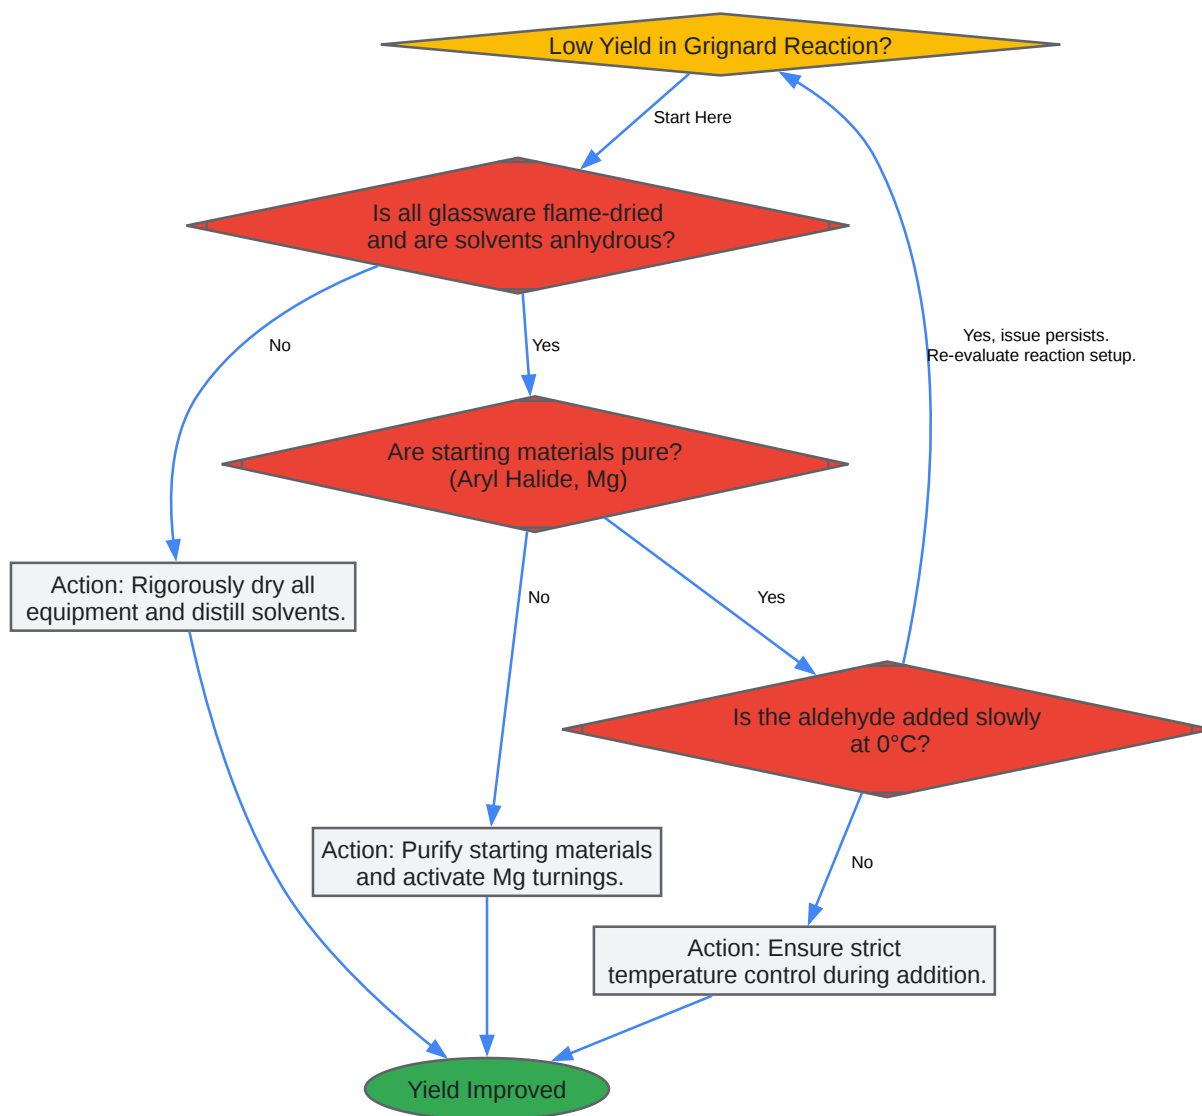 Low Yield in Grignard Reaction?
Start Here
Is all glassware flame-dried
and are solvents anhydrous?
No
Yes
Yes, issue persists.
Re-evaluate reaction setup.
Are starting materials pure?
(Aryl Halide, Mg)
Action: Rigorously dry all
equipment and distill solvents.
No
Yes
Is the aldehyde added slowly
at 0°C?
Action: Purify starting materials
and activate Mg turnings.
No
Action: Ensure strict
temperature control during addition.
Yield Improved